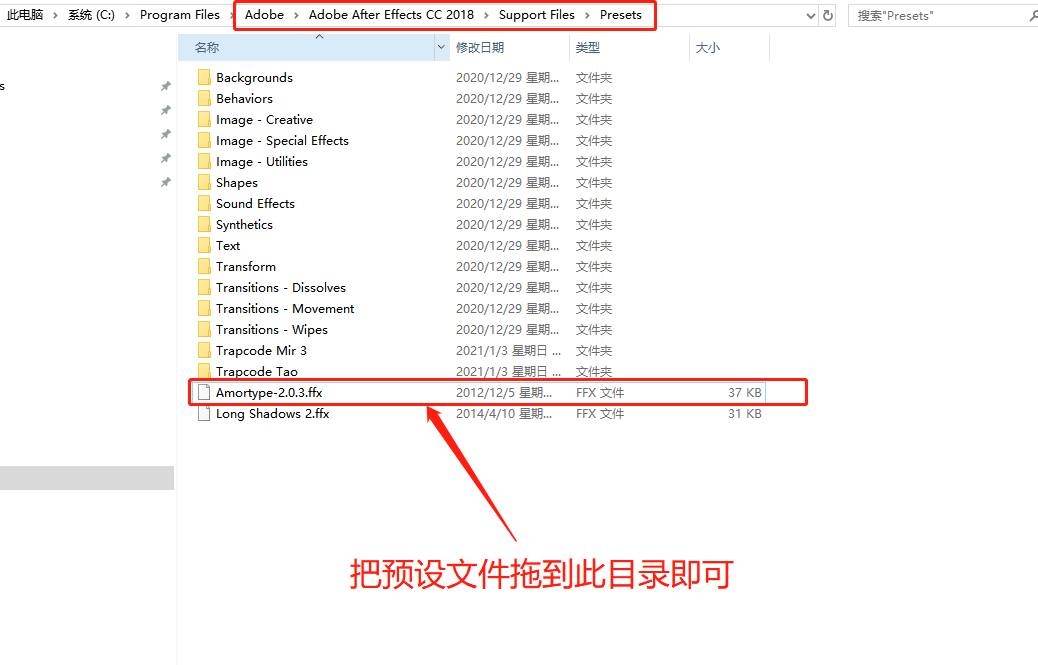 此电脑 > 系统 (C:) > Program Files > Adobe > Adobe After Effects CC 2018 > Support Files > Presets 搜索"Presets"
名称 修改日期 类型 大小
s
Backgrounds 2020/12/29 星期... 文件夹
Behaviors 2020/12/29 星期... 文件夹
Image - Creative 2020/12/29 星期... 文件夹
Image - Special Effects 2020/12/29 星期... 文件夹
Image - Utilities 2020/12/29 星期... 文件夹
Shapes 2020/12/29 星期... 文件夹
Sound Effects 2020/12/29 星期... 文件夹
Synthetics 2020/12/29 星期... 文件夹
Text 2020/12/29 星期... 文件夹
Transform 2020/12/29 星期... 文件夹
Transitions - Dissolves 2020/12/29 星期... 文件夹
Transitions - Movement 2020/12/29 星期... 文件夹
Transitions - Wipes 2020/12/29 星期... 文件夹
Trapcode Mir 3 2021/1/3 星期日 ... 文件夹
Trapcode Tao 2021/1/3 星期日 ... 文件夹
Amortype-2.0.3.ffx 2012/12/5 星期... FFX 文件 37 KB
Long Shadows 2.ffx 2014/4/10 星期... FFX 文件 31 KB
把预设文件拖到此目录即可